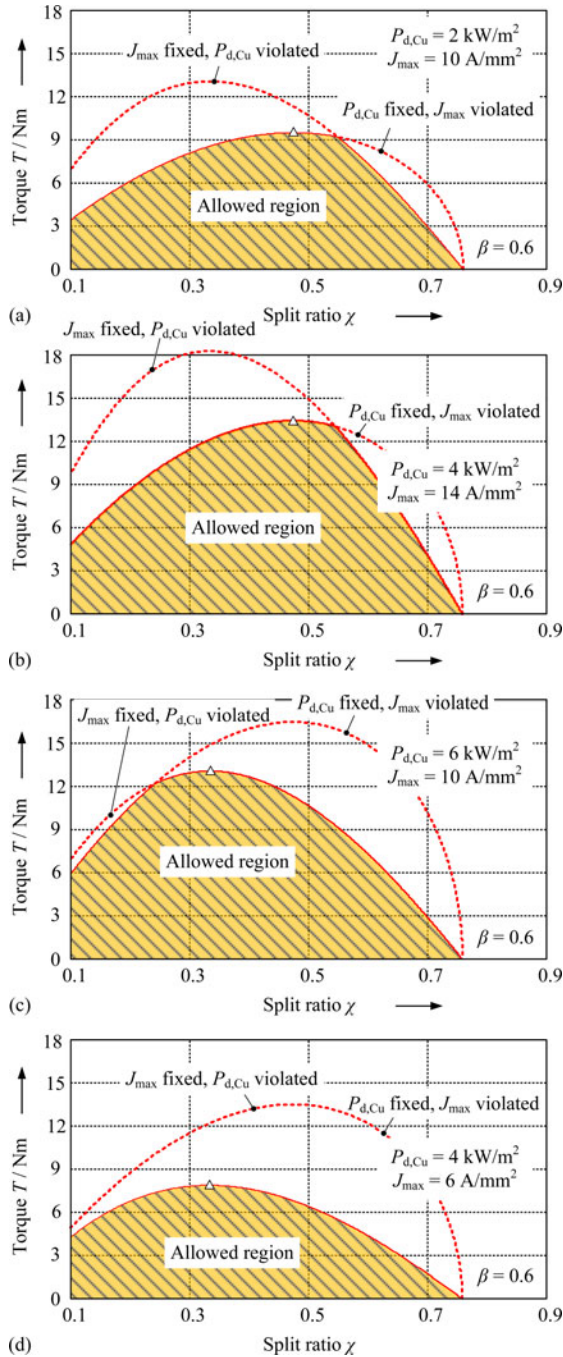 18
J_max fixed, P_d,Cu violated
P_d,Cu = 2 kW/m²
J_max = 10 A/mm²
15
12
P_d,Cu fixed, J_max violated
9
6
Allowed region
3
β = 0.6
0
0.1 0.3 0.5 0.7 0.9
Torque T / Nm
(a)
Split ratio χ
J_max fixed, P_d,Cu violated
18
15
P_d,Cu fixed, J_max violated
12
P_d,Cu = 4 kW/m²
J_max = 14 A/mm²
9
6
Allowed region
3
β = 0.6
0
0.1 0.3 0.5 0.7 0.9
Torque T / Nm
(b)
Split ratio χ
18
J_max fixed, P_d,Cu violated
P_d,Cu fixed, J_max violated
15
P_d,Cu = 6 kW/m²
J_max = 10 A/mm²
12
9
6
Allowed region
3
β = 0.6
0
0.1 0.3 0.5 0.7 0.9
Torque T / Nm
(c)
Split ratio χ
18
J_max fixed, P_d,Cu violated
15
P_d,Cu fixed, J_max violated
12
P_d,Cu = 4 kW/m²
J_max = 6 A/mm²
9
6
Allowed region
3
β = 0.6
0
0.1 0.3 0.5 0.7 0.9
Torque T / Nm
(d)
Split ratio χ